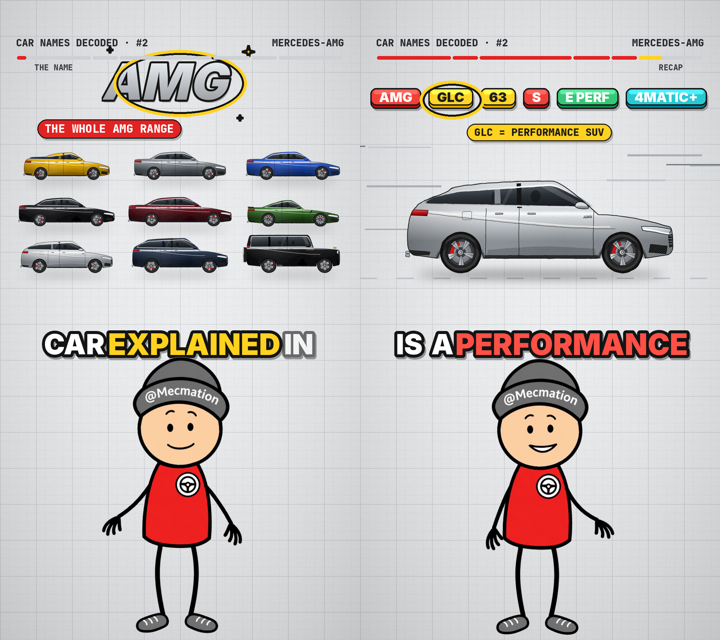 CAR NAMES DECODED · #2
MERCEDES-AMG
THE NAME
AMG
THE WHOLE AMG RANGE
CAR EXPLAINED IN
@Mecmation
CAR NAMES DECODED · #2
MERCEDES-AMG
RECAP
AMG GLC 63 S E PERF 4MATIC+
GLC = PERFORMANCE SUV
IS A PERFORMANCE
@Mecmation